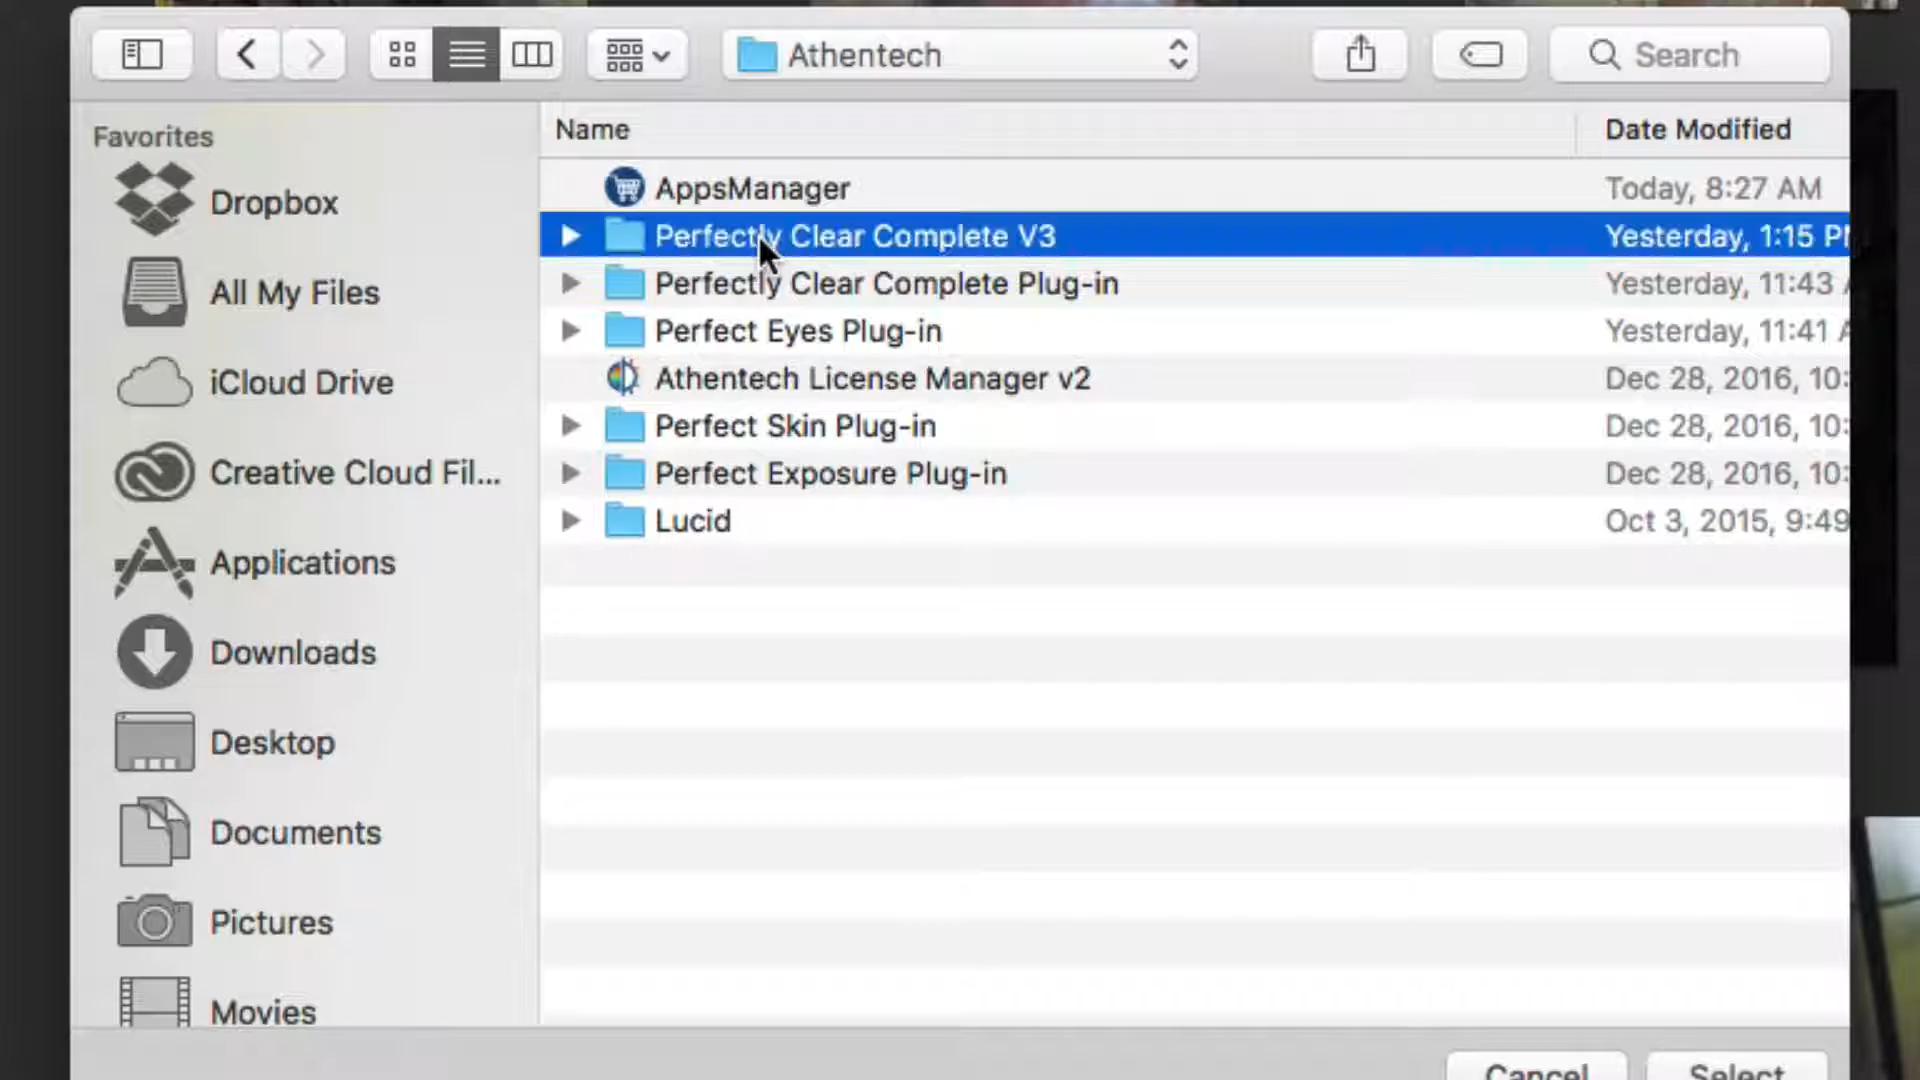 Athentech
Search
Favorites
Dropbox
All My Files
iCloud Drive
Creative Cloud Fil...
Applications
Downloads
Desktop
Documents
Pictures
Movies
Name Date Modified
AppsManager Today, 8:27 AM
Perfectly Clear Complete V3 Yesterday, 1:15 PM
Perfectly Clear Complete Plug-in Yesterday, 11:43 A
Perfect Eyes Plug-in Yesterday, 11:41 A
Athentech License Manager v2 Dec 28, 2016, 10:
Perfect Skin Plug-in Dec 28, 2016, 10:
Perfect Exposure Plug-in Dec 28, 2016, 10:
Lucid Oct 3, 2015, 9:49
Cancel Select